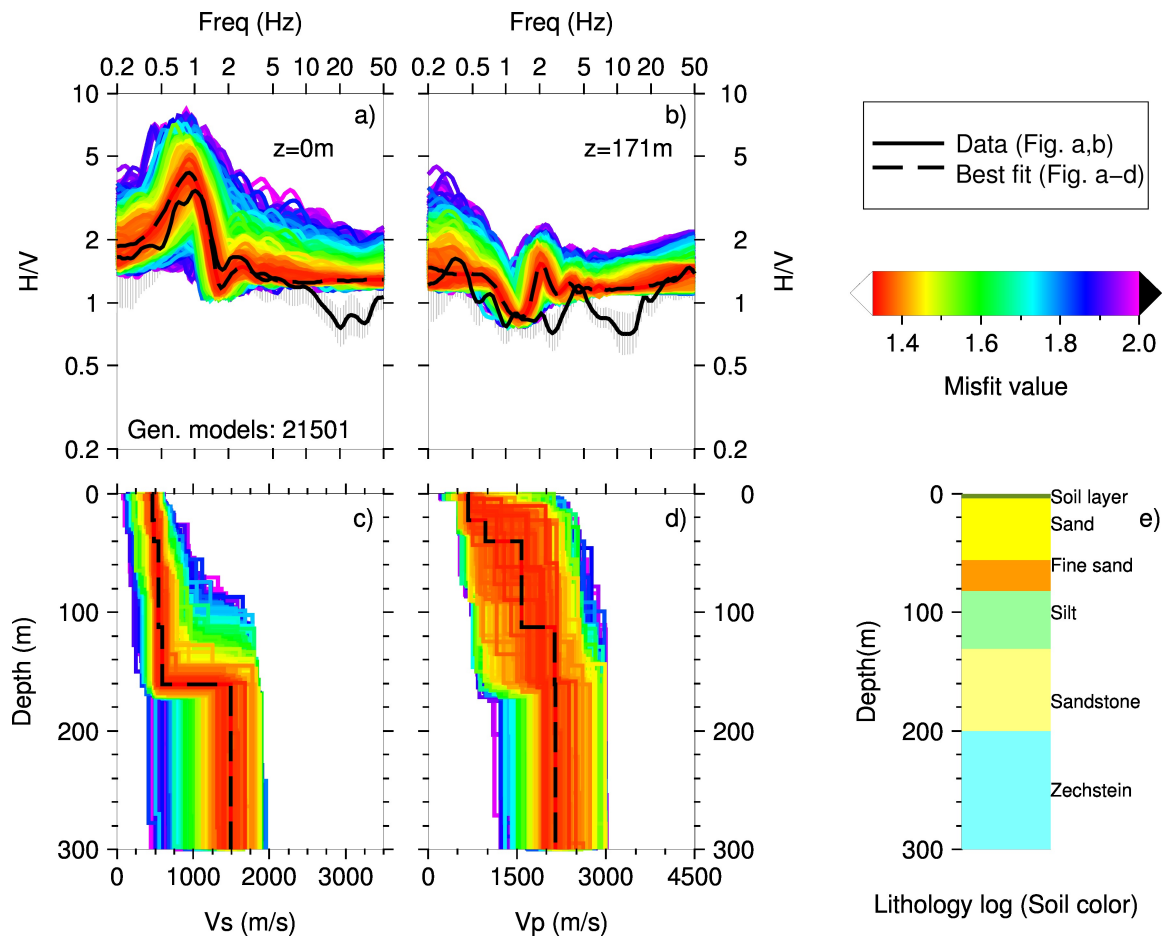 Freq (Hz)
Freq (Hz)
0.2 0.5 1 2 5 10 20 50
0.2 0.5 1 2 5 10 20 50
10
5
2
1
0.5
0.2
H/V
a)
z=0m
Gen. models: 21501
b)
z=171m
10
5
2
1
0.5
0.2
H/V
Data (Fig. a,b)
Best fit (Fig. a-d)
1.4 1.6 1.8 2.0
Misfit value
0
100
200
300
Depth (m)
c)
0 1000 2000 3000
Vs (m/s)
d)
0
100
200
300
0 1500 3000 4500
Vp (m/s)
0
100
200
300
Depth(m)
e)
Soil layer
Sand
Fine sand
Silt
Sandstone
Zechstein
Lithology log (Soil color)